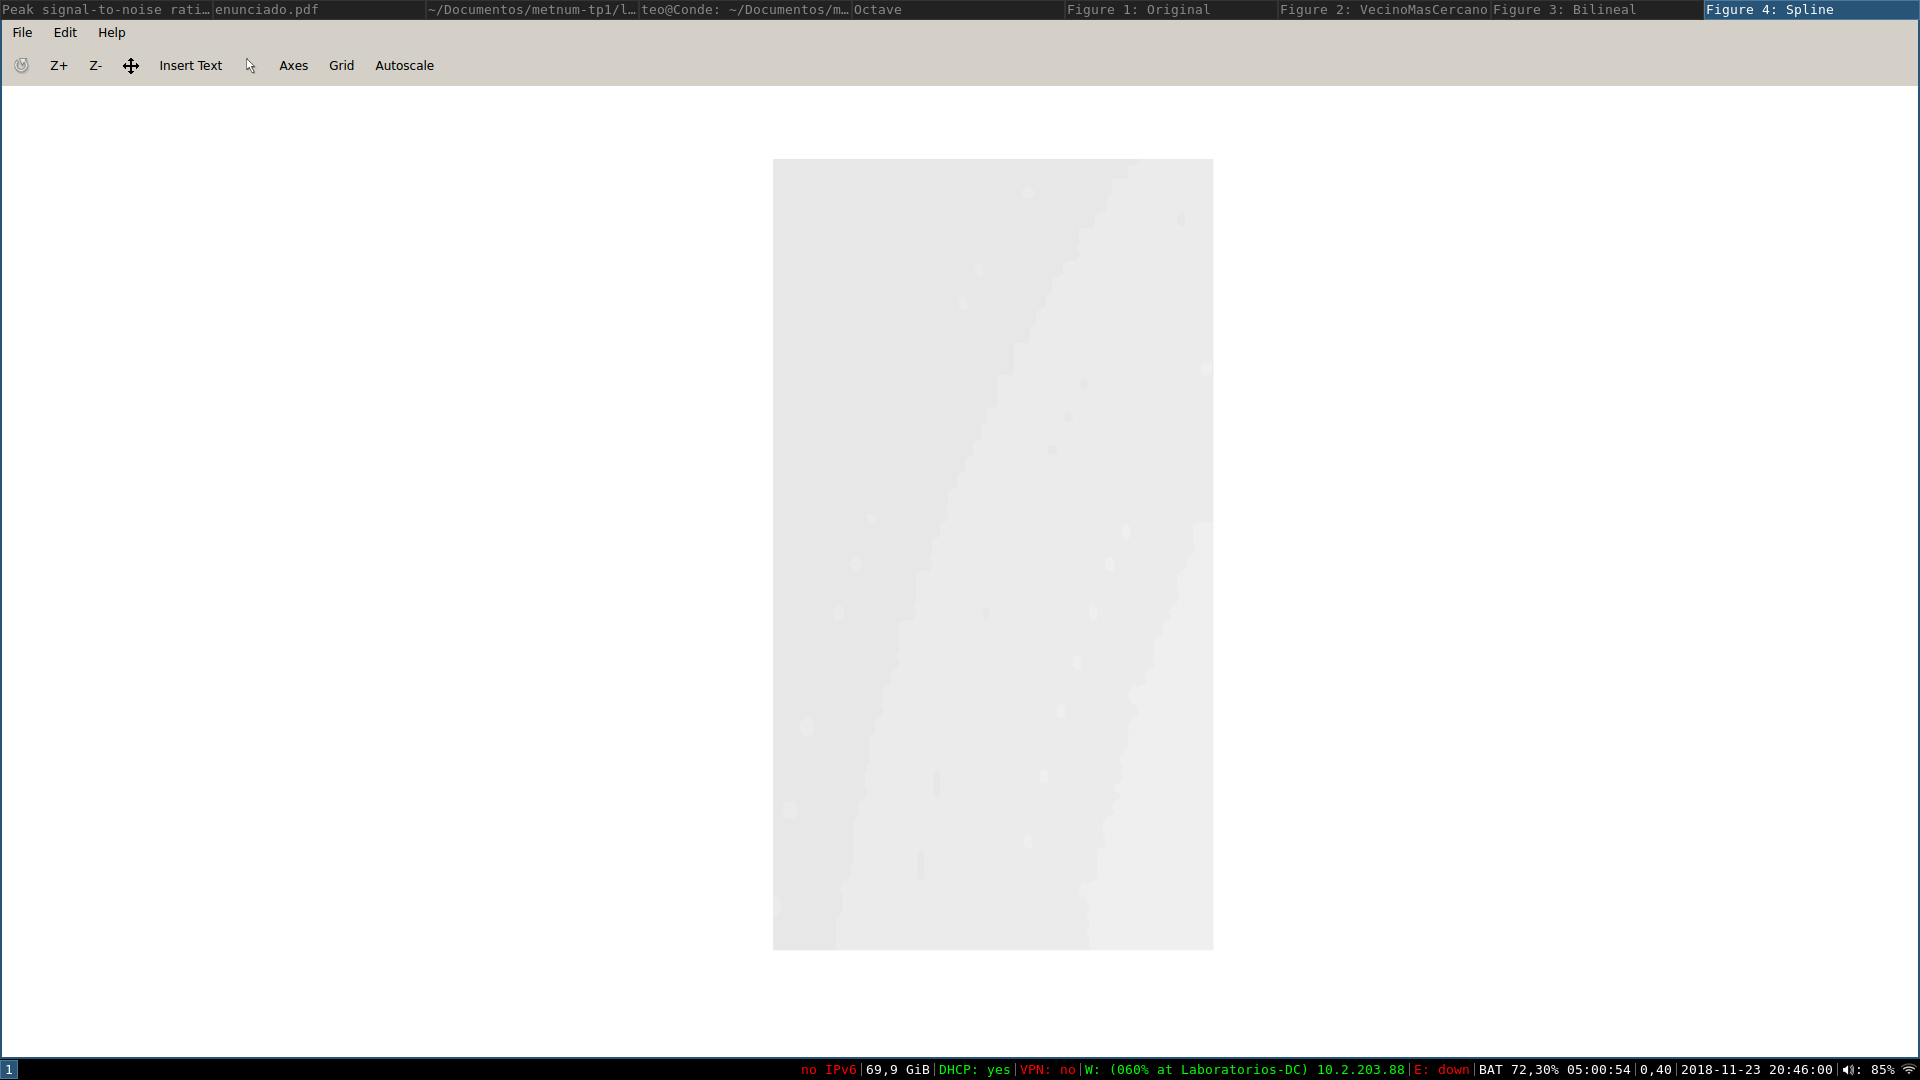 Peak signal-to-noise rati… enunciado.pdf ~/Documentos/metnum-tp1/l… teo@Conde: ~/Documentos/m… Octave Figure 1: Original Figure 2: VecinoMasCercano Figure 3: Bilineal Figure 4: Spline
File Edit Help
Z+ Z- Insert Text Axes Grid Autoscale
1 no IPv6|69,9 GiB|DHCP: yes|VPN: no|W: (060% at Laboratorios-DC) 10.2.203.88|E: down|BAT 72,30% 05:00:54|0,40|2018-11-23 20:46:00| : 85%